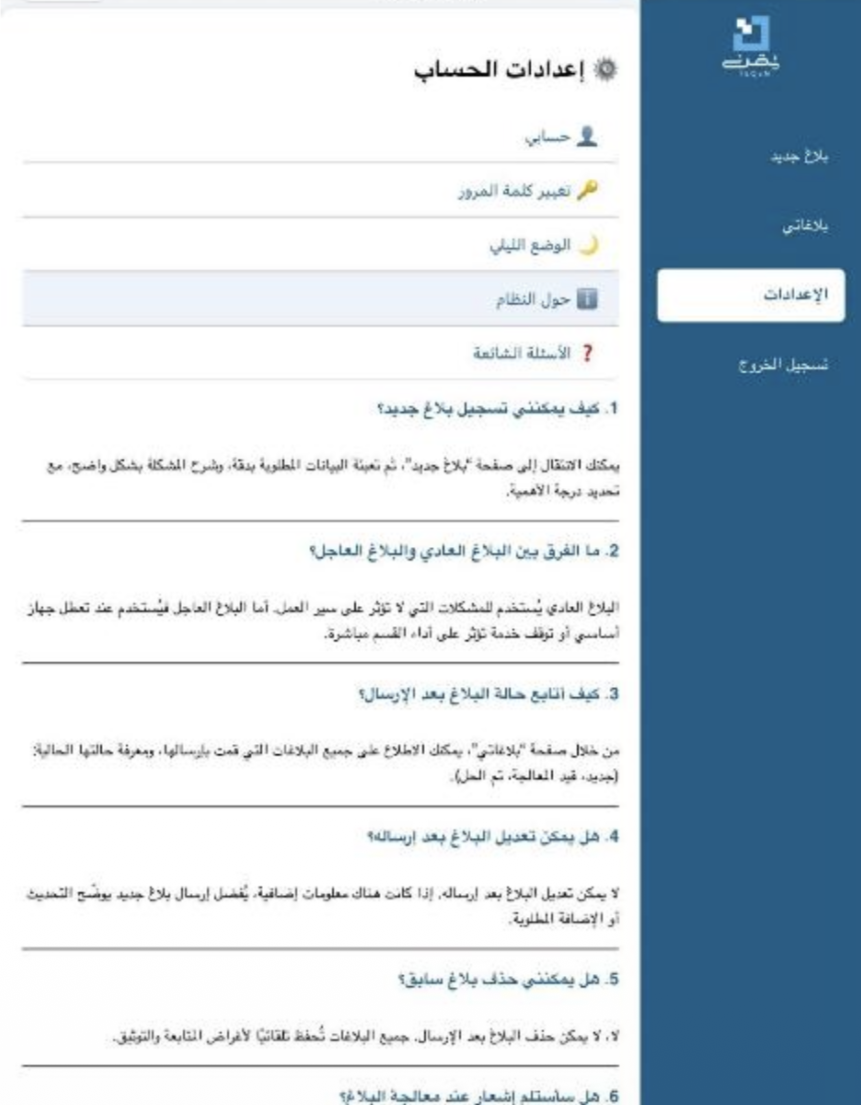 بلاغ جديد
بلاغاتي
الإعدادات
تسجيل الخروج
إعدادات الحساب
حسابي
تغيير كلمة المرور
الوضع الليلي
حول النظام
الأسئلة الشائعة
1. كيف يمكنني تسجيل بلاغ جديد؟
يمكنك الانتقال إلى صفحة "بلاغ جديد"، ثم تعبئة البيانات المطلوبة بدقة، وشرح المشكلة بشكل واضح، مع
تحديد درجة الأهمية.
2. ما الفرق بين البلاغ العادي والبلاغ العاجل؟
البلاغ العادي يُستخدم للمشكلات التي لا تؤثر على سير العمل. أما البلاغ العاجل فيُستخدم عند تعطل جهاز
أساسي أو توقف خدمة تؤثر على أداء القسم مباشرة.
3. كيف أتابع حالة البلاغ بعد الإرسال؟
من خلال صفحة "بلاغاتي"، يمكنك الاطلاع على جميع البلاغات التي قمت بإرسالها، ومعرفة حالتها الحالية:
(جديد، قيد المعالجة، تم الحل).
4. هل يمكن تعديل البلاغ بعد إرساله؟
لا يمكن تعديل البلاغ بعد إرساله. إذا كانت هناك معلومات إضافية، يُفضل إرسال بلاغ جديد يوضّح التحديث
أو الإضافة المطلوبة.
5. هل يمكنني حذف بلاغ سابق؟
لا، لا يمكن حذف البلاغ بعد الإرسال. جميع البلاغات تُحفظ تلقائيًا لأغراض المتابعة والتوثيق.
6. هل سأستلم إشعار عند معالجة البلاغ؟